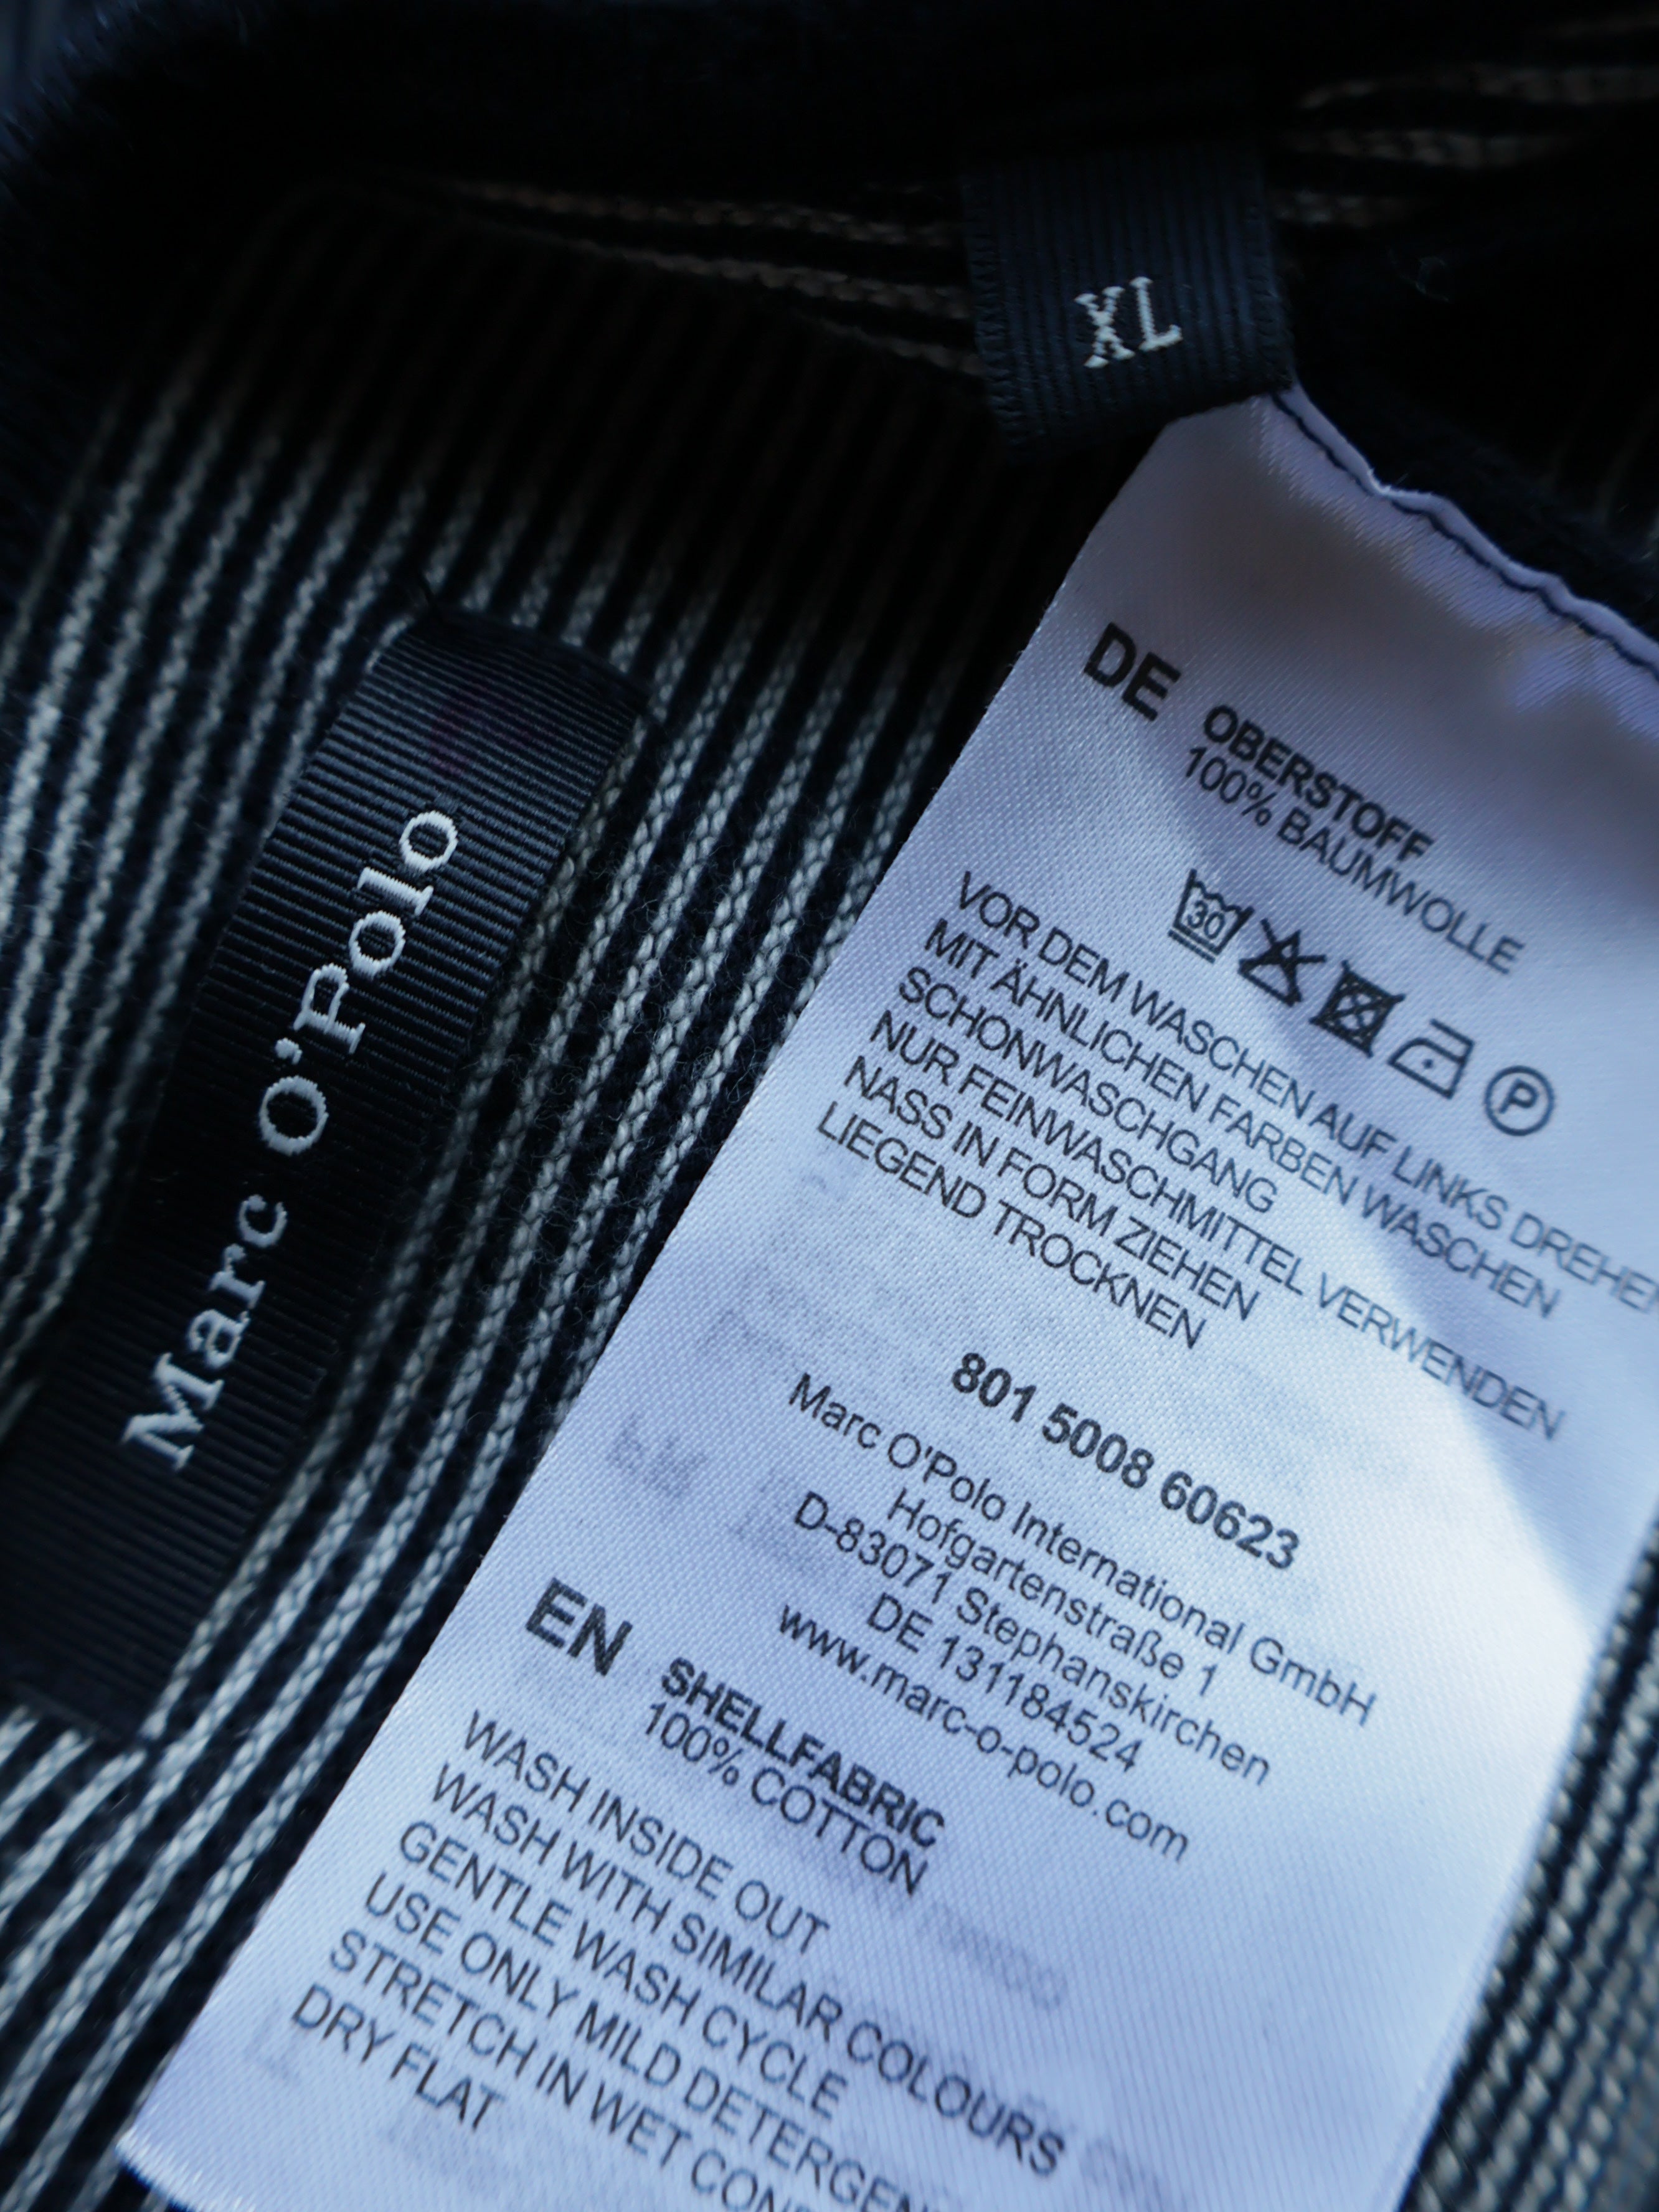 XL
Marc O'Polo
DE
OBERSTOFF
100% BAUMWOLLE
30
P
VOR DEM WASCHEN AUF LINKS DREHEN
MIT ÄHNLICHEN FARBEN WASCHEN
SCHONWASCHGANG
NUR FEINWASCHMITTEL VERWENDEN
NASS IN FORM ZIEHEN
LIEGEND TROCKNEN
801 5008 60623
Marc O'Polo International GmbH
Hofgartenstraße 1
D-83071 Stephanskirchen
DE 131184524
www.marc-o-polo.com
EN
SHELLFABRIC
100% COTTON
WASH INSIDE OUT
WASH WITH SIMILAR COLOURS
GENTLE WASH CYCLE
USE ONLY MILD
STRETCH IN WET
DRY FLAT